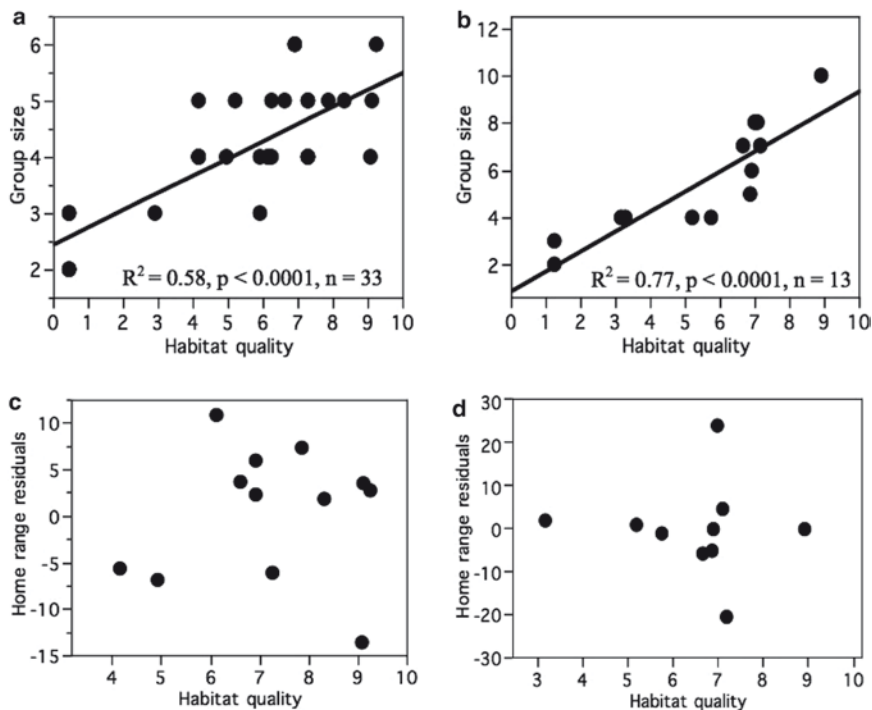 a
6
5
4
3
2
Group size
R² = 0.58, p < 0.0001, n = 33
0 1 2 3 4 5 6 7 8 9 10
Habitat quality
b
12
10
8
6
4
2
Group size
R² = 0.77, p < 0.0001, n = 13
0 1 2 3 4 5 6 7 8 9 10
Habitat quality
c
10
5
0
-5
-10
-15
Home range residuals
4 5 6 7 8 9 10
Habitat quality
d
30
20
10
0
-10
-20
-30
Home range residuals
3 4 5 6 7 8 9 10
Habitat quality